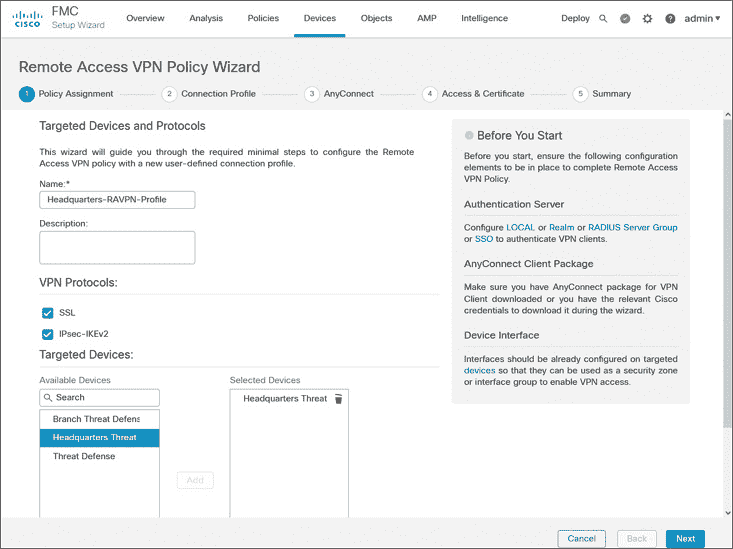 cisco
FMC
Setup Wizard
Overview
Analysis
Policies
Devices
Objects
AMP
Intelligence
Deploy
admin
Remote Access VPN Policy Wizard
1 Policy Assignment
2 Connection Profile
3 AnyConnect
4 Access & Certificate
5 Summary
Targeted Devices and Protocols
This wizard will guide you through the required minimal steps to configure the Remote
Access VPN policy with a new user-defined connection profile.
Name:*
Headquarters-RAVPN-Profile
Description:
VPN Protocols:
SSL
IPsec-IKEv2
Targeted Devices:
Available Devices
Search
Branch Threat Defens
Headquarters Threat
Threat Defense
Add
Selected Devices
Headquarters Threat
Before You Start
Before you start, ensure the following configuration
elements to be in place to complete Remote Access
VPN Policy.
Authentication Server
Configure LOCAL or Realm or RADIUS Server Group
or SSO to authenticate VPN clients.
AnyConnect Client Package
Make sure you have AnyConnect package for VPN
Client downloaded or you have the relevant Cisco
credentials to download it during the wizard.
Device Interface
Interfaces should be already configured on targeted
devices so that they can be used as a security zone
or interface group to enable VPN access.
Cancel
Back
Next